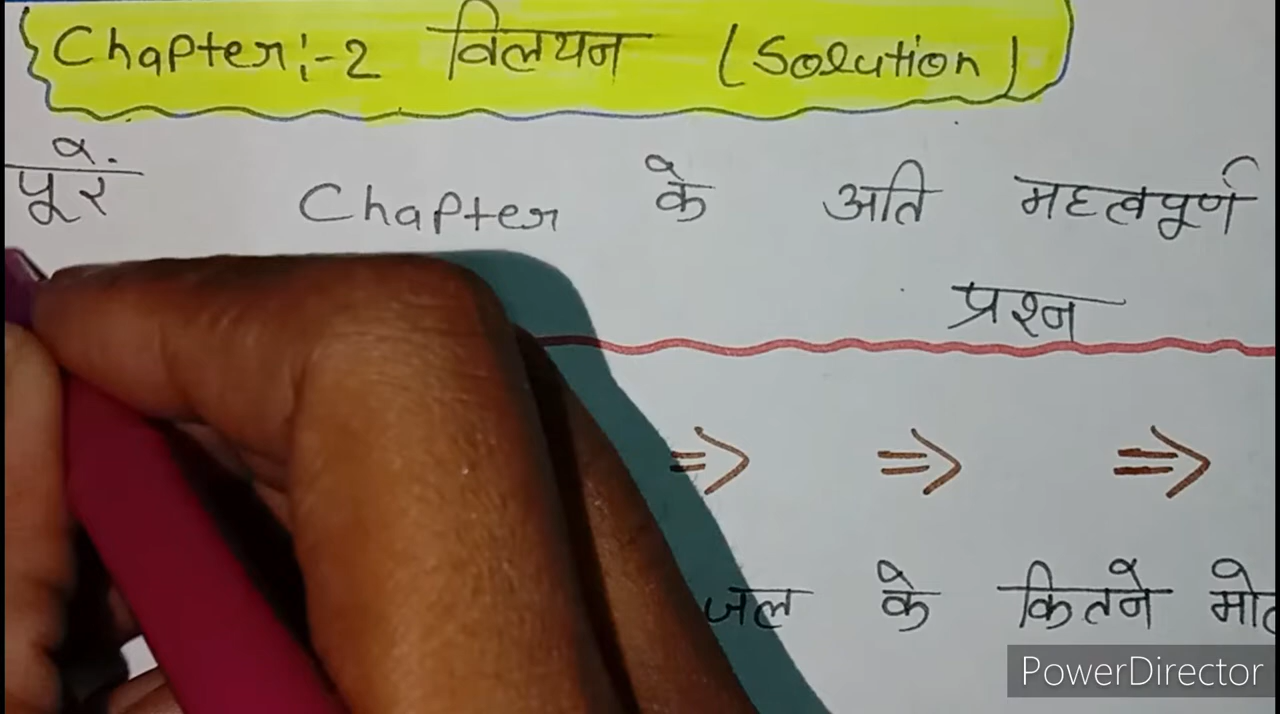 Chapter:-2 विलयन (Solution)
पूरे Chapter के अति महत्वपूर्ण
प्रश्न
⇒ ⇒ ⇒
जल के कितने
PowerDirector